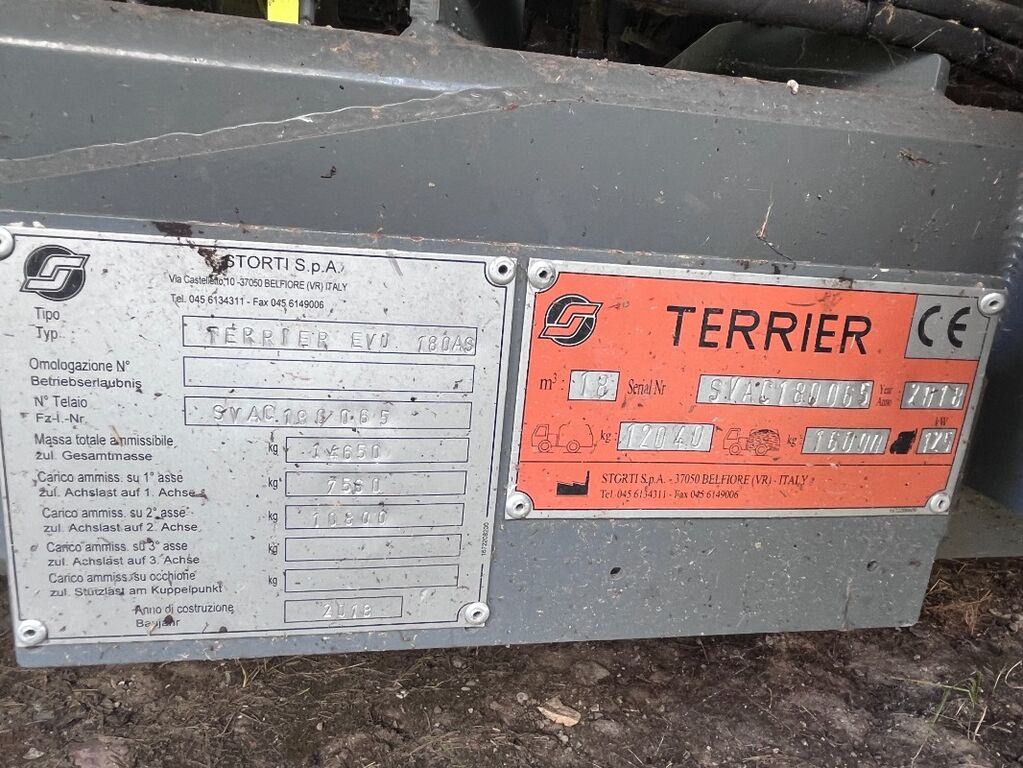 STORTI S.p.A.
Via Castelletto,10 -37050 BELFIORE (VR) ITALY
Tel. 045 6134311 - Fax 045 6149006
Tipo
Typ.
TERRIER EVO 180AS
Omologazione N°
Betriebserlaubnis
N° Telaio
Fz-I.-Nr.
SVAC180065
Massa totale ammissibile
zul. Gesamtmasse
kg
Carico ammiss. su 1° asse
zul. Achslast auf 1. Achse
kg
Carico ammiss. su 2° asse
zul. Achslast auf 2. Achse
kg 10800
Carico ammiss. su 3° asse
zul. Achslast auf 3. Achse
kg
Carico ammiss. su occhione
zul. Stützlast am Kuppelpunkt
kg -
Anno di costruzione
Baujahr
2018
1672208200
TERRIER
CE
m³: 18 Serial Nr SVAC180065 Year Anno 2018
kg: 12040 kg: 16000 kW
STORTI S.p.A. - 37050 BELFIORE (VR) - ITALY
Tel. 045 6134311 - Fax 045 6149006